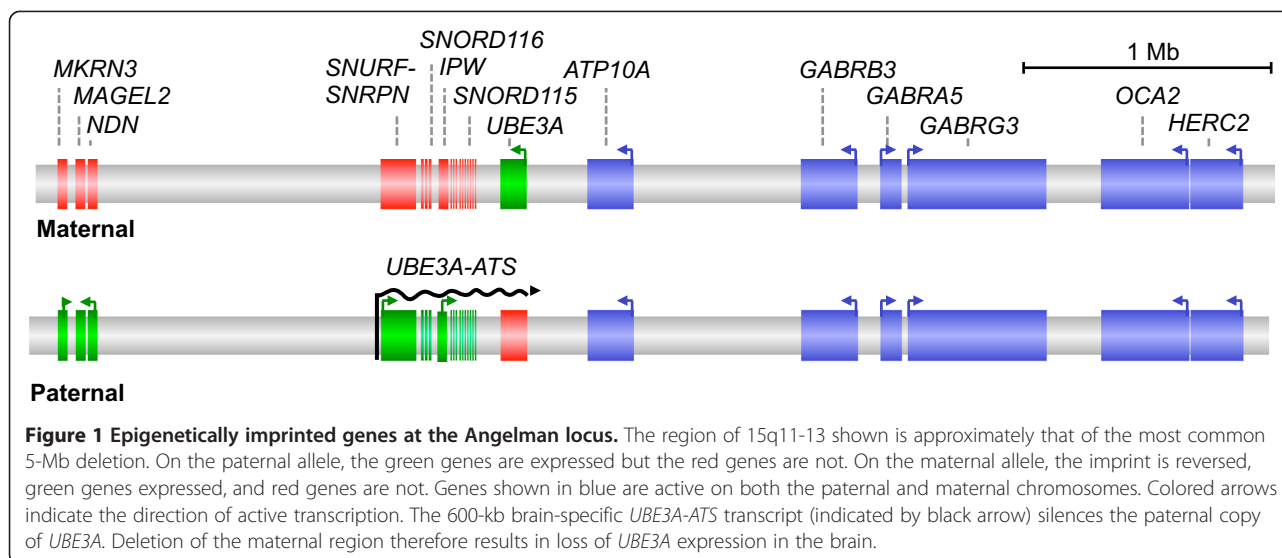 SNORD116
MKRN3
SNURF-
IPW
ATP10A
GABRB3
1 Mb
MAGEL2
SNRPN
SNORD115
GABRA5
OCA2
NDN
UBE3A
GABRG3
HERC2
Maternal
UBE3A-ATS
Paternal
Figure 1 Epigenetically imprinted genes at the Angelman locus. The region of 15q11-13 shown is approximately that of the most common
5-Mb deletion. On the paternal allele, the green genes are expressed but the red genes are not. On the maternal allele, the imprint is reversed,
green genes expressed, and red genes are not. Genes shown in blue are active on both the paternal and maternal chromosomes. Colored arrows
indicate the direction of active transcription. The 600-kb brain-specific UBE3A-ATS transcript (indicated by black arrow) silences the paternal copy
of UBE3A. Deletion of the maternal region therefore results in loss of UBE3A expression in the brain.